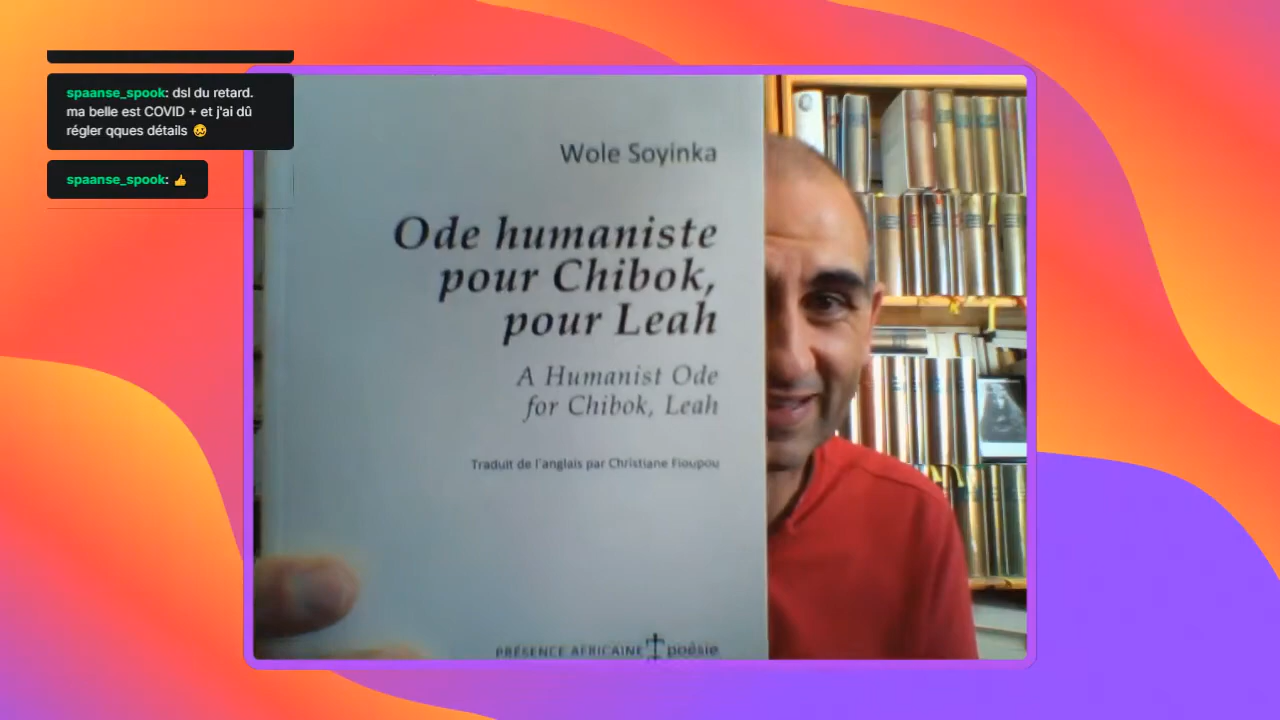 spaanse_spook: dsl du retard.
ma belle est COVID + et j'ai dû
régler qques détails 🥴
spaanse_spook: 👍
Wole Soyinka
Ode humaniste
pour Chibok,
pour Leah
A Humanist Ode
for Chibok, Leah
Traduit de l'anglais par Christiane Fioupou
PRÉSENCE AFRICAINE poésie